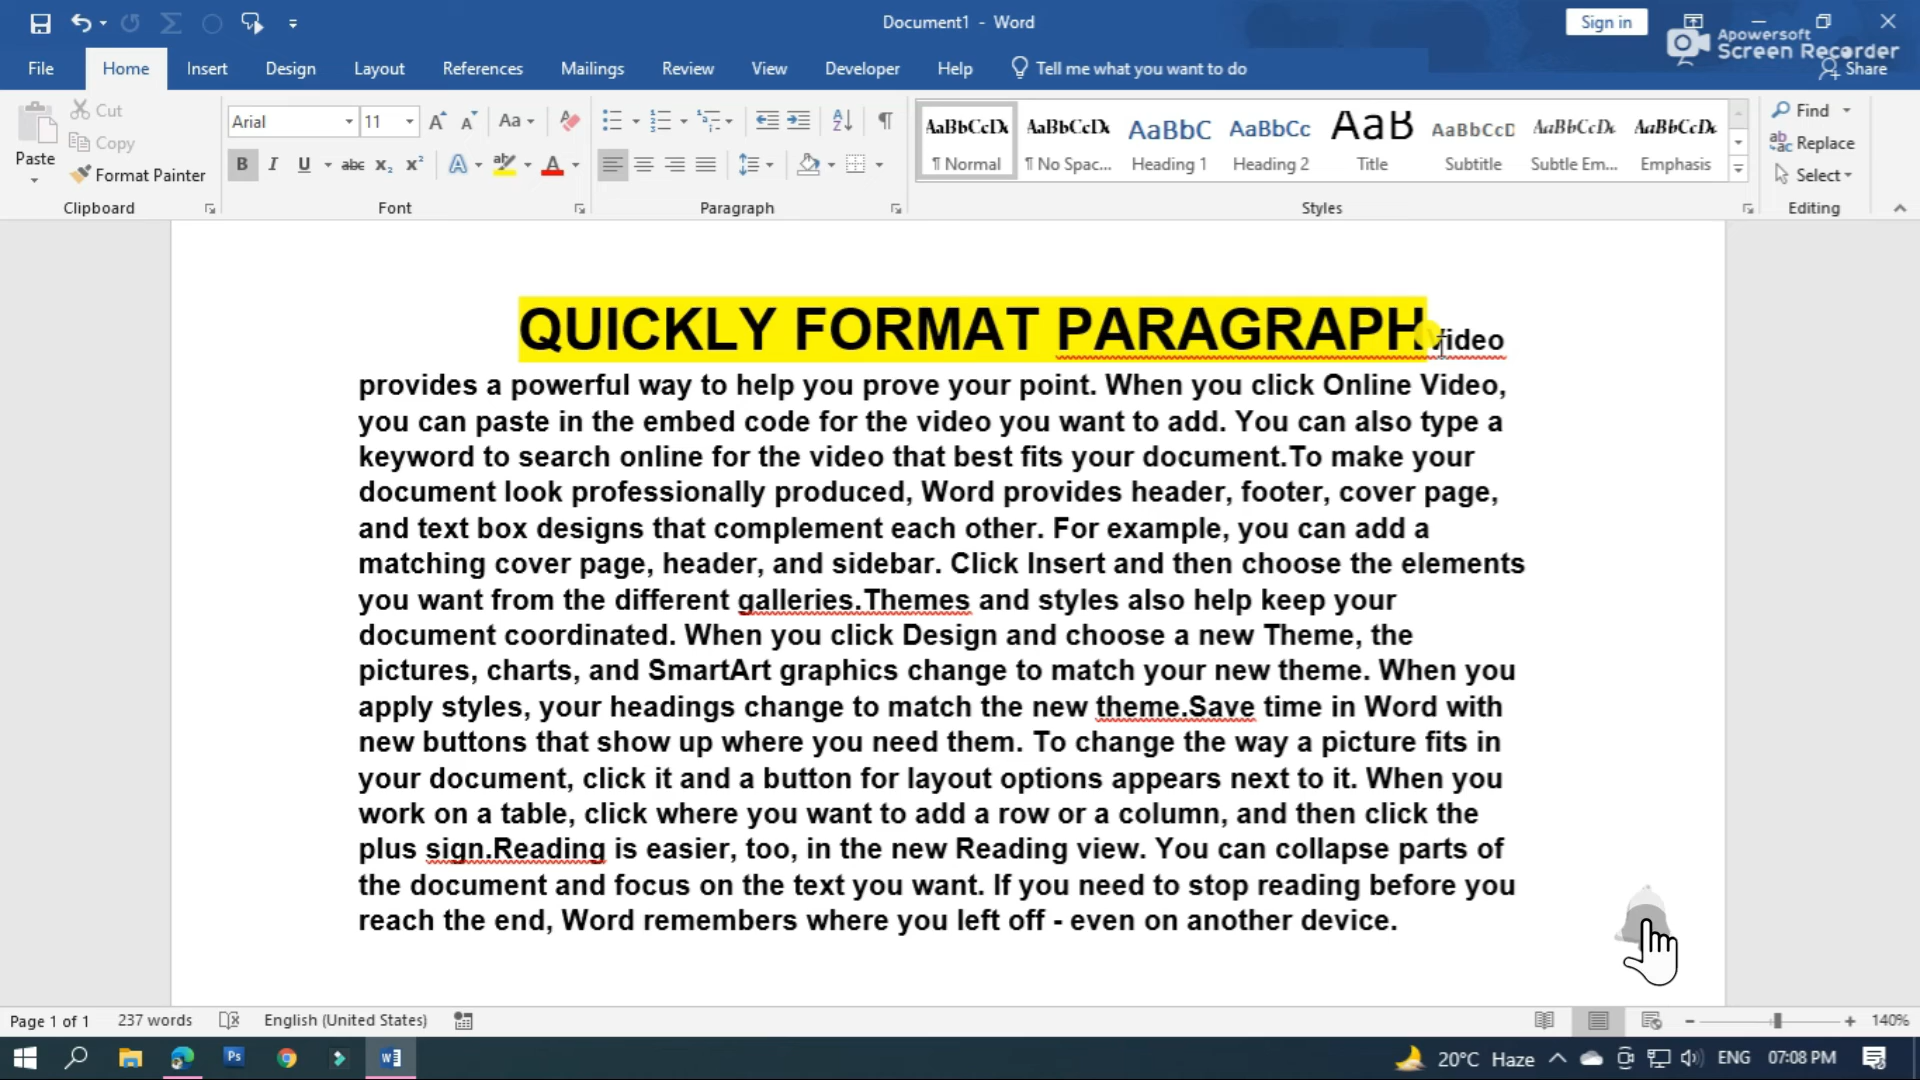 Document1 - Word
Sign in
Apowersoft
Screen Recorder
File Home Insert Design Layout References Mailings Review View Developer Help Tell me what you want to do Share
Paste
Cut
Copy
Format Painter
Clipboard
Arial 11
Aa
B I U abc X₂ X² A ab A
Font
A Z ¶
Paragraph
AaBbCcDc AaBbCcDc AaBbC AaBbCc AaB AaBbCcD AaBbCcDc AaBbCcDc
¶ Normal ¶ No Spac... Heading 1 Heading 2 Title Subtitle Subtle Em... Emphasis
Styles
Find
Replace
Select
Editing
QUICKLY FORMAT PARAGRAPH Video
provides a powerful way to help you prove your point. When you click Online Video,
you can paste in the embed code for the video you want to add. You can also type a
keyword to search online for the video that best fits your document.To make your
document look professionally produced, Word provides header, footer, cover page,
and text box designs that complement each other. For example, you can add a
matching cover page, header, and sidebar. Click Insert and then choose the elements
you want from the different galleries.Themes and styles also help keep your
document coordinated. When you click Design and choose a new Theme, the
pictures, charts, and SmartArt graphics change to match your new theme. When you
apply styles, your headings change to match the new theme.Save time in Word with
new buttons that show up where you need them. To change the way a picture fits in
your document, click it and a button for layout options appears next to it. When you
work on a table, click where you want to add a row or a column, and then click the
plus sign.Reading is easier, too, in the new Reading view. You can collapse parts of
the document and focus on the text you want. If you need to stop reading before you
reach the end, Word remembers where you left off - even on another device.
Page 1 of 1 237 words English (United States) 140%
Ps 20°C Haze ENG 07:08 PM